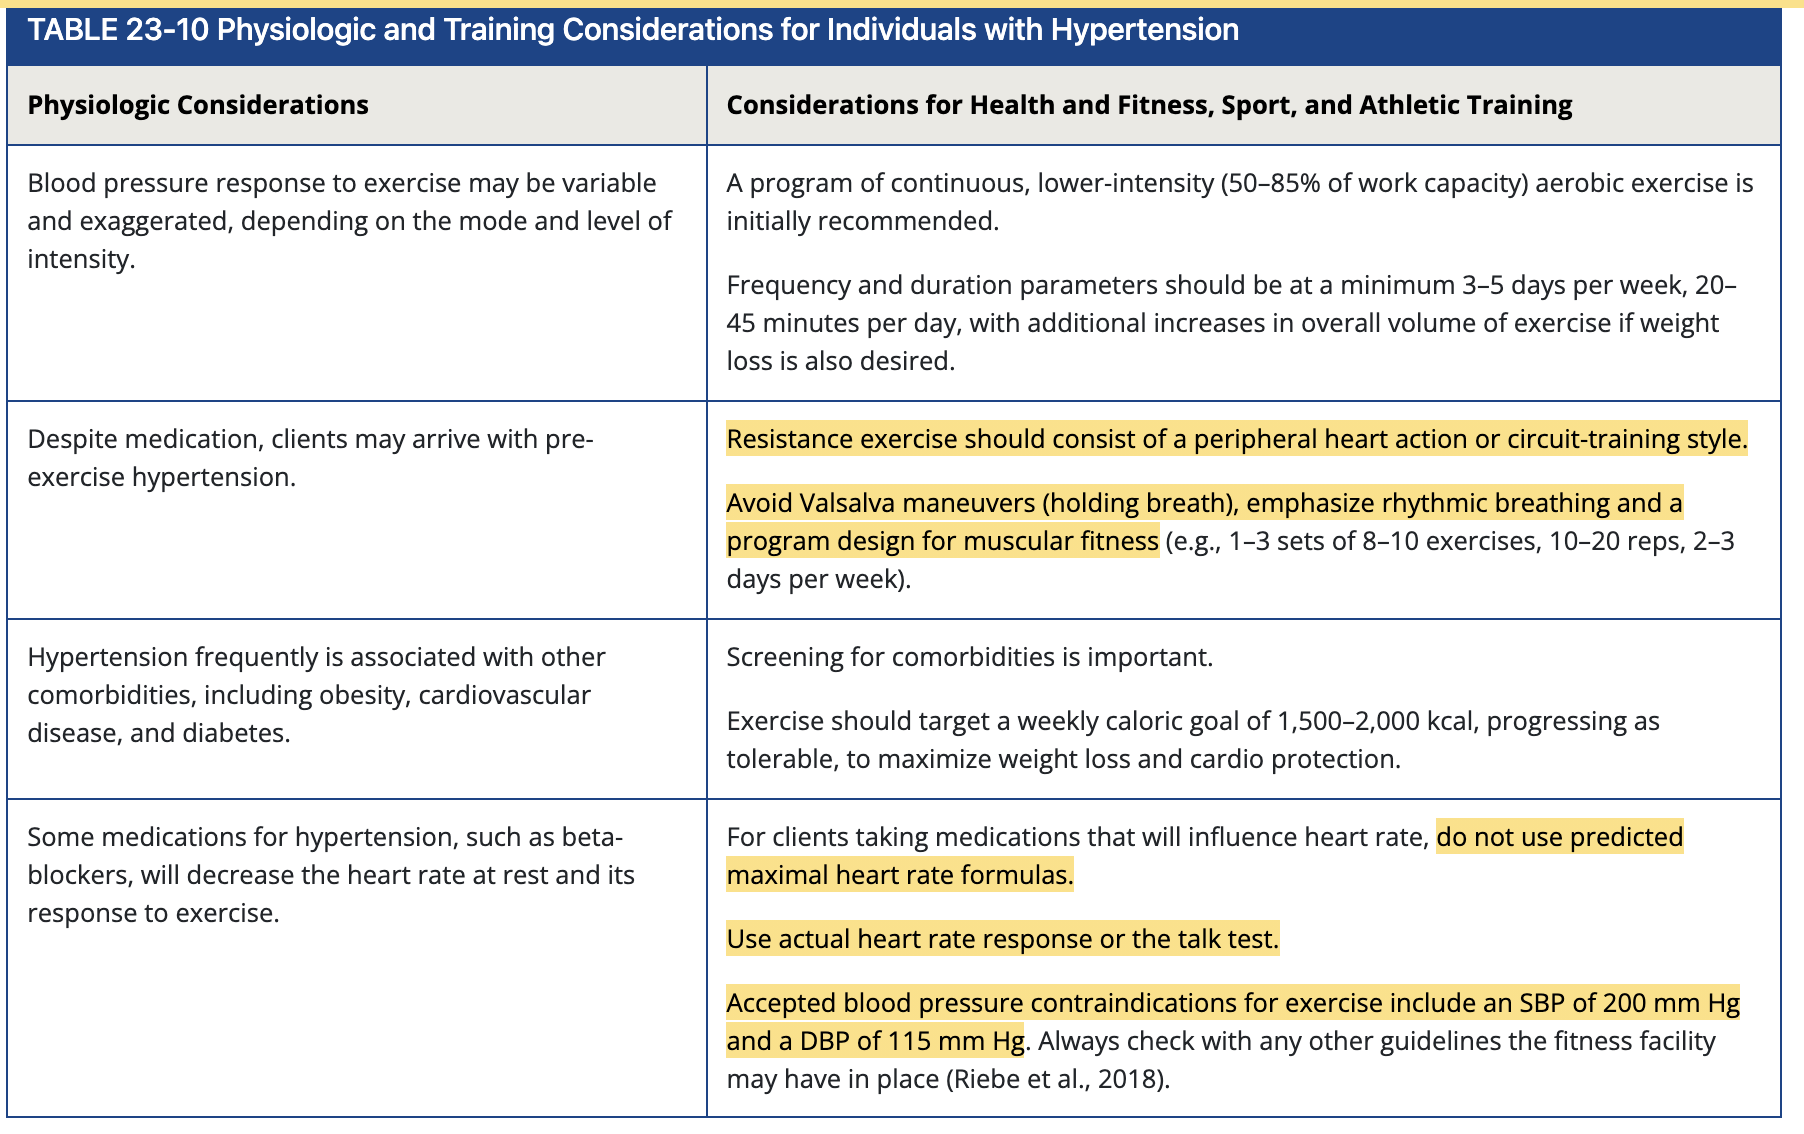 TABLE 23-10 Physiologic and Training Considerations for Individuals with Hypertension
Physiologic Considerations
Considerations for Health and Fitness, Sport, and Athletic Training
Blood pressure response to exercise may be variable
and exaggerated, depending on the mode and level of
intensity.
A program of continuous, lower-intensity (50–85% of work capacity) aerobic exercise is
initially recommended.
Frequency and duration parameters should be at a minimum 3–5 days per week, 20–
45 minutes per day, with additional increases in overall volume of exercise if weight
loss is also desired.
Despite medication, clients may arrive with pre-
exercise hypertension.
Resistance exercise should consist of a peripheral heart action or circuit-training style.
Avoid Valsalva maneuvers (holding breath), emphasize rhythmic breathing and a
program design for muscular fitness (e.g., 1–3 sets of 8–10 exercises, 10–20 reps, 2–3
days per week).
Hypertension frequently is associated with other
comorbidities, including obesity, cardiovascular
disease, and diabetes.
Screening for comorbidities is important.
Exercise should target a weekly caloric goal of 1,500–2,000 kcal, progressing as
tolerable, to maximize weight loss and cardio protection.
Some medications for hypertension, such as beta-
blockers, will decrease the heart rate at rest and its
response to exercise.
For clients taking medications that will influence heart rate, do not use predicted
maximal heart rate formulas.
Use actual heart rate response or the talk test.
Accepted blood pressure contraindications for exercise include an SBP of 200 mm Hg
and a DBP of 115 mm Hg. Always check with any other guidelines the fitness facility
may have in place (Riebe et al., 2018).